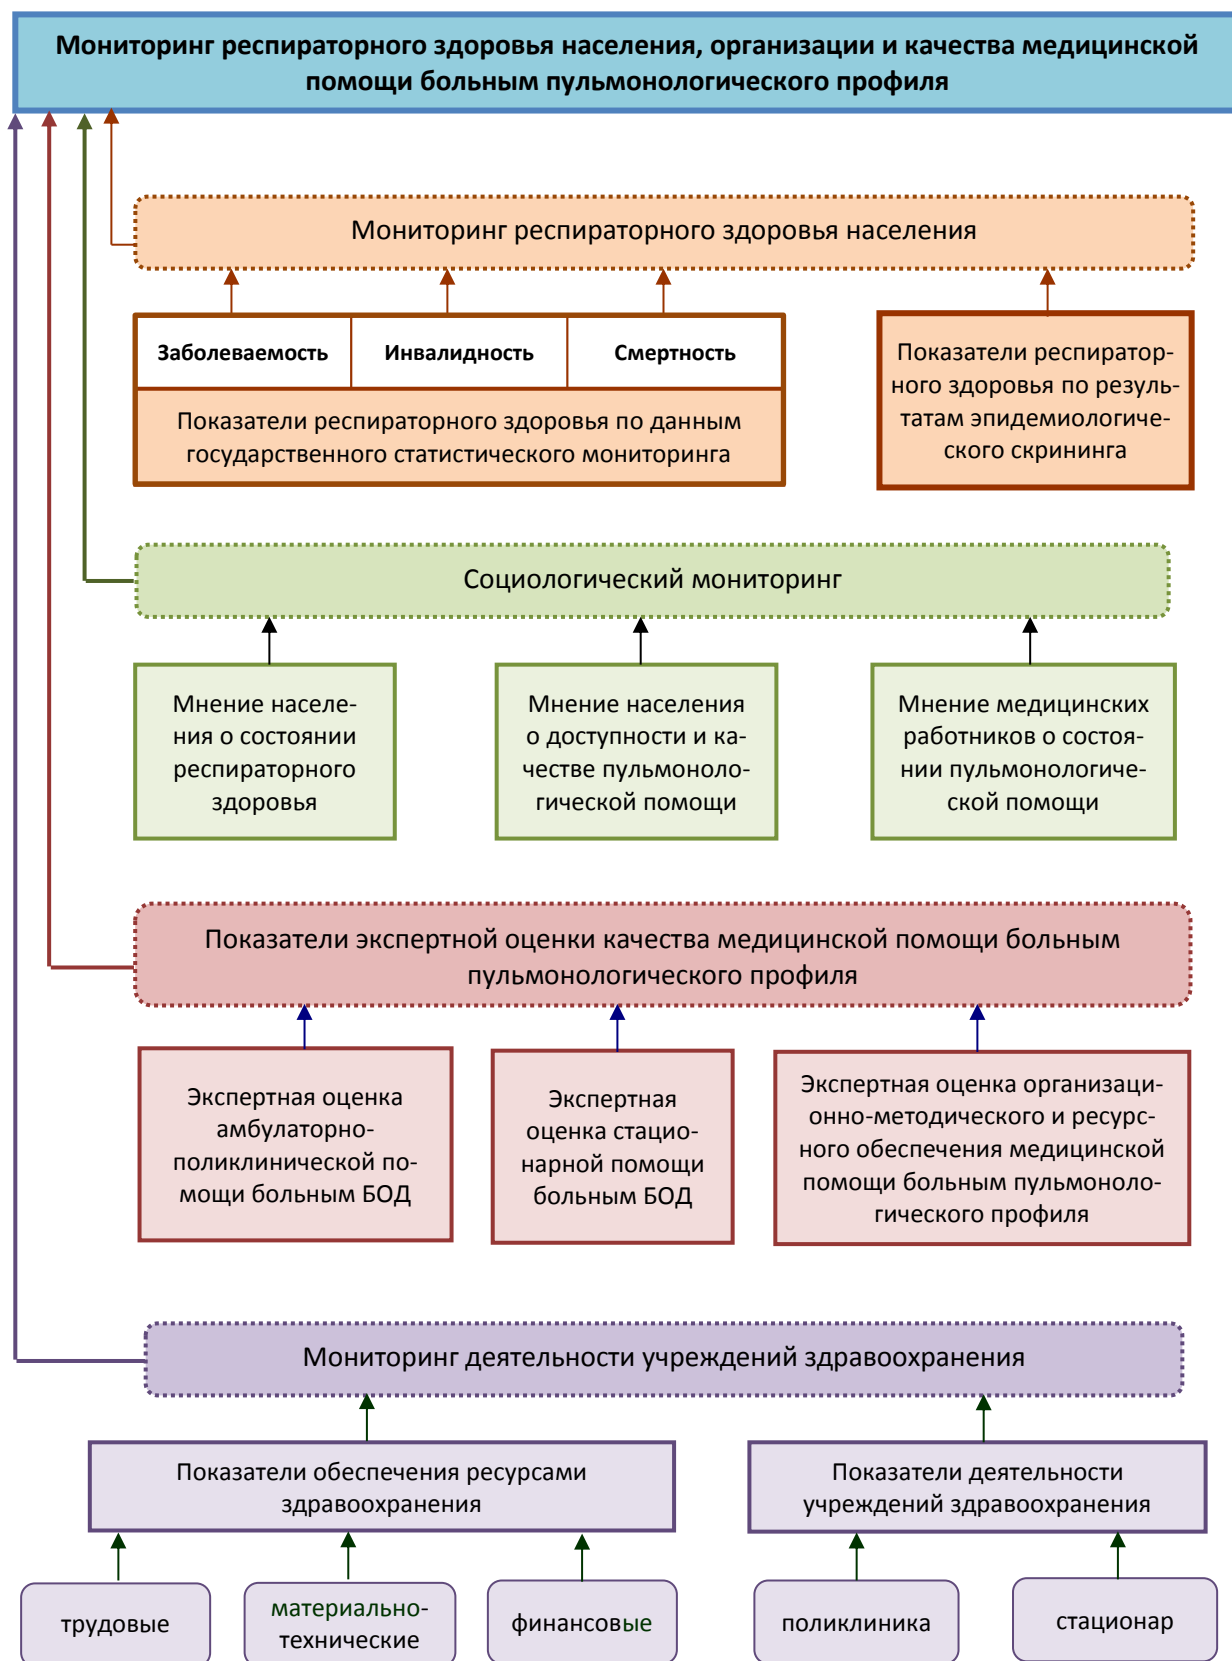 Мониторинг респираторного здоровья населения, организации и качества медицинской
помощи больным пульмонологического профиля
Мониторинг респираторного здоровья населения
Заболеваемость
Инвалидность
Смертность
Показатели респираторного здоровья по данным
государственного статистического мониторинга
Показатели респиратор-
ного здоровья по резуль-
татам эпидемиологиче-
ского скрининга
Социологический мониторинг
Мнение населе-
ния о состоянии
респираторного
здоровья
Мнение населения
о доступности и ка-
честве пульмоноло-
гической помощи
Мнение медицинских
работников о состоя-
нии пульмонологиче-
ской помощи
Показатели экспертной оценки качества медицинской помощи больным
пульмонологического профиля
Экспертная оценка
амбулаторно-
поликлинической по-
мощи больным БОД
Экспертная
оценка стацио-
нарной помощи
больным БОД
Экспертная оценка организаци-
онно-методического и ресурс-
ного обеспечения медицинской
помощи больным пульмоноло-
гического профиля
Мониторинг деятельности учреждений здравоохранения
Показатели обеспечения ресурсами
здравоохранения
Показатели деятельности
учреждений здравоохранения
трудовые
материально-
технические
финансовые
поликлиника
стационар